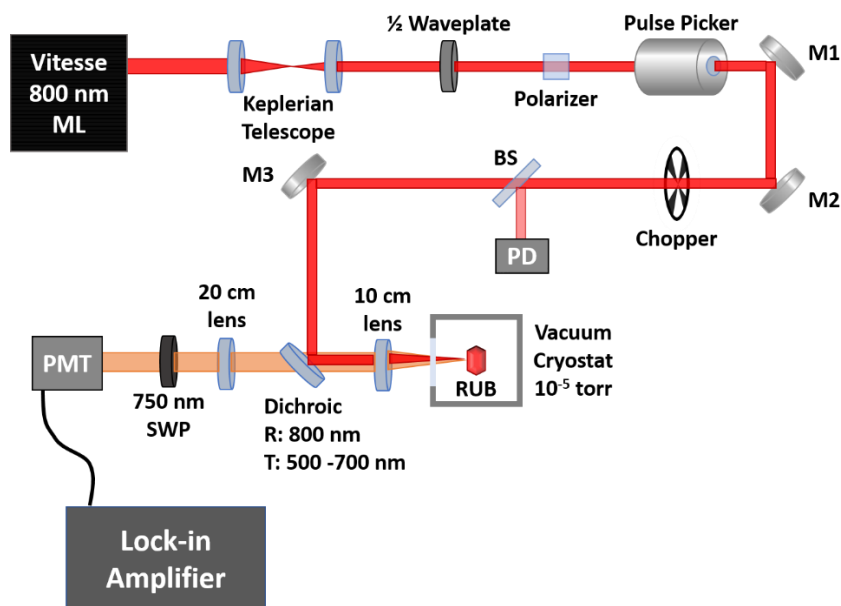 Vitesse
800 nm
ML
Keplerian
Telescope
½ Waveplate
Polarizer
Pulse Picker
M1
M2
Chopper
BS
PD
M3
20 cm
lens
10 cm
lens
PMT
750 nm
SWP
Dichroic
R: 800 nm
T: 500 -700 nm
RUB
Vacuum
Cryostat
10⁻⁵ torr
Lock-in
Amplifier